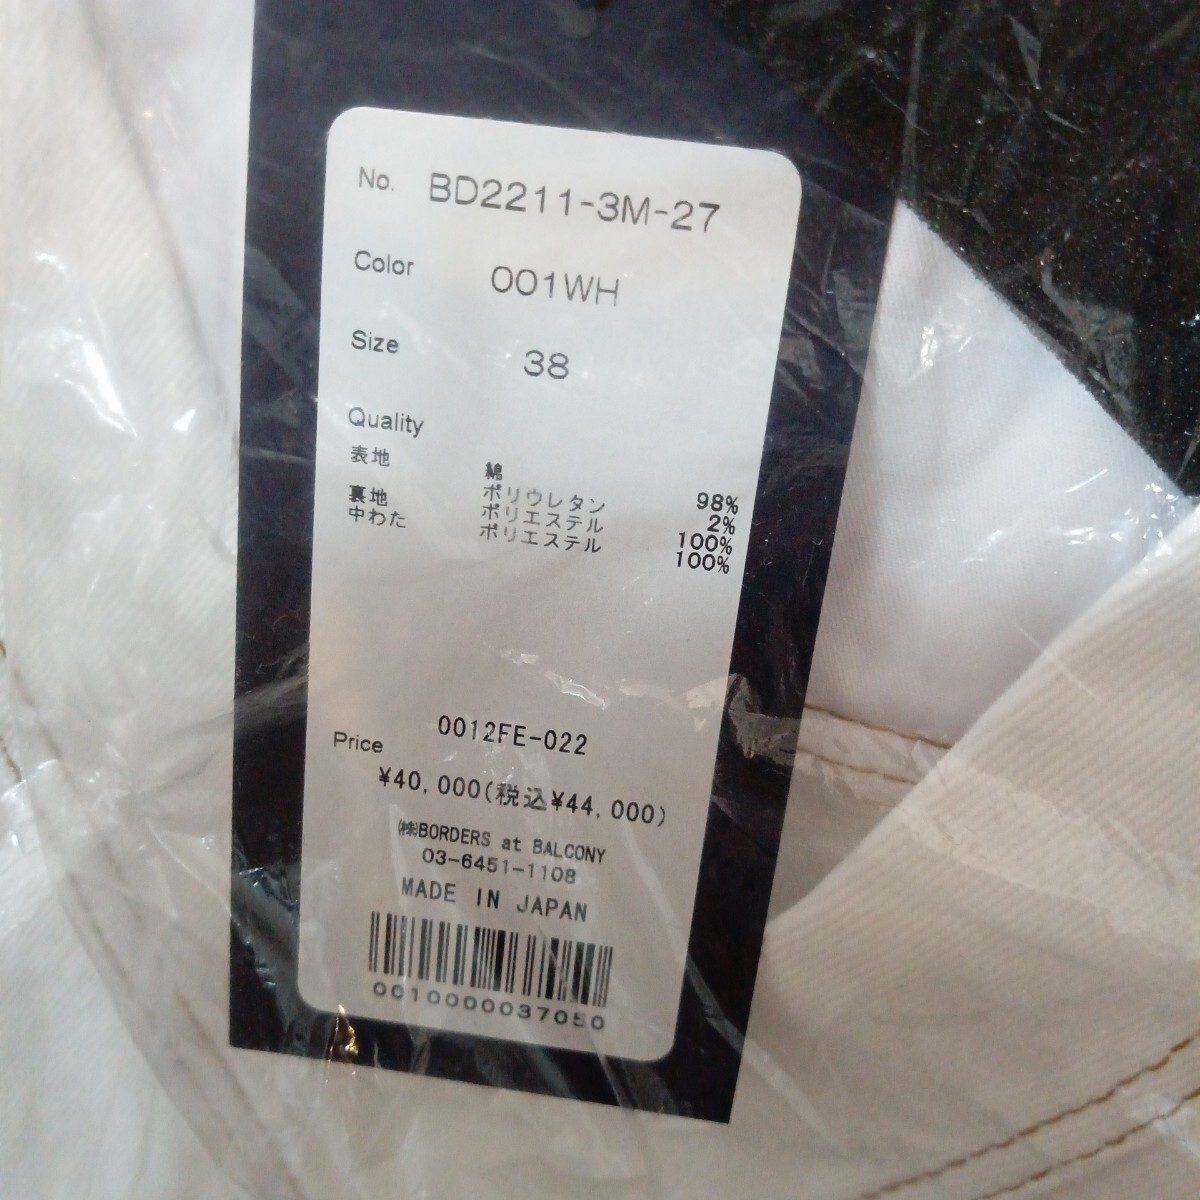 No. BD2211-3M-27
Color 001WH
Size 38
Quality
表地 綿 98%
ポリウレタン 2%
裏地 ポリエステル 100%
中わた ポリエステル 100%
0012FE-022
Price
¥40,000(税込¥44,000)
㈱BORDERS at BALCONY
03-6451-1108
MADE IN JAPAN
0010000037050